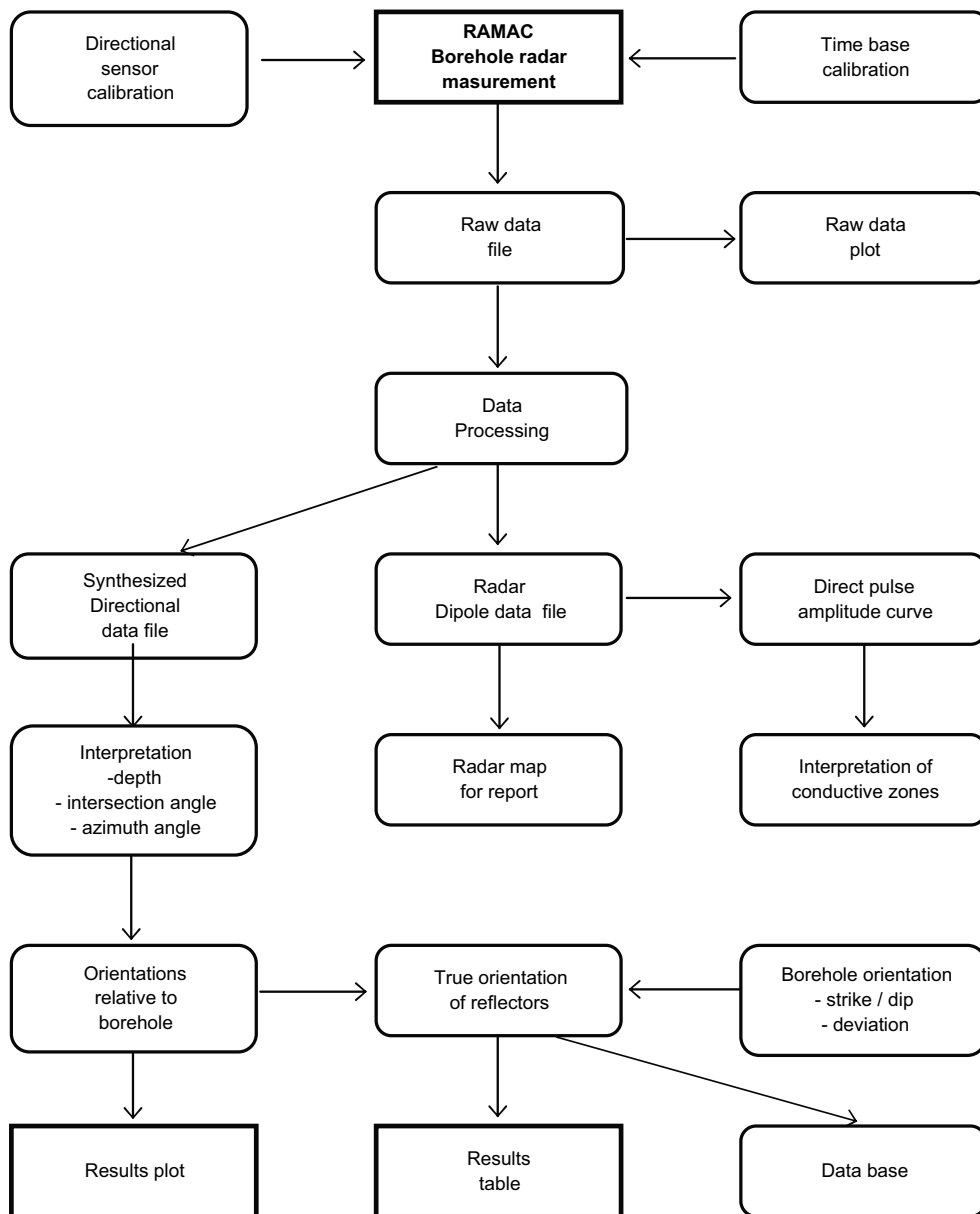 Directional
sensor
calibration
RAMAC
Borehole radar
masurement
Time base
calibration
Raw data
file
Raw data
plot
Data
Processing
Synthesized
Directional
data file
Radar
Dipole data file
Direct pulse
amplitude curve
Interpretation
-depth
- intersection angle
- azimuth angle
Radar map
for report
Interpretation of
conductive zones
Orientations
relative to
borehole
True orientation
of reflectors
Borehole orientation
- strike / dip
- deviation
Results plot
Results
table
Data base